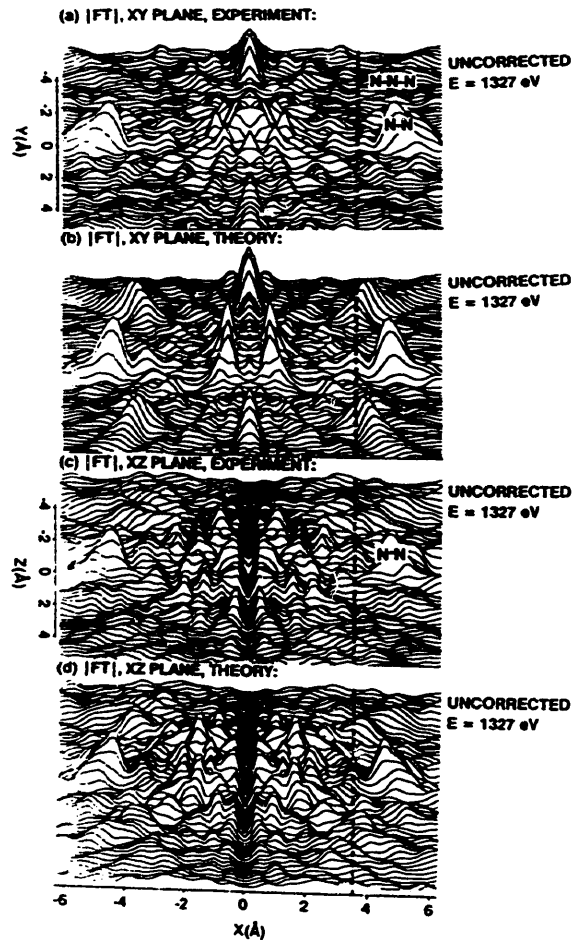 (a) |FT|, XY PLANE, EXPERIMENT:
UNCORRECTED
E = 1327 eV
N-N-N
N-N
-4
-2
0
2
4
Y(Å)
(b) |FT|, XY PLANE, THEORY:
UNCORRECTED
E = 1327 eV
(c) |FT|, XZ PLANE, EXPERIMENT:
UNCORRECTED
E = 1327 eV
N-N
-4
-2
0
2
4
Z(Å)
(d) |FT|, XZ PLANE, THEORY:
UNCORRECTED
E = 1327 eV
-6 -4 -2 0 2 4 6
X(Å)